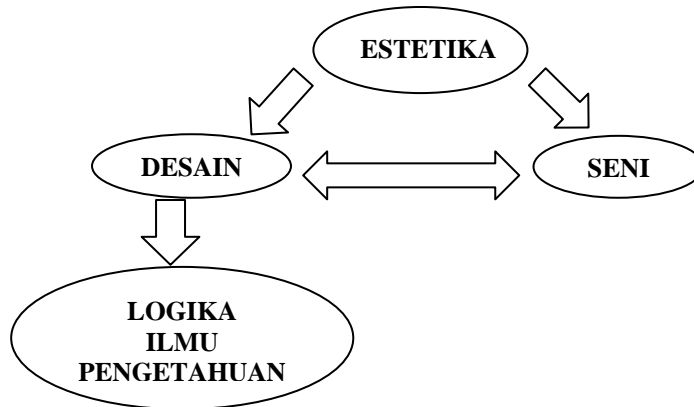 ESTETIKA
DESAIN
SENI
LOGIKA
ILMU
PENGETAHUAN